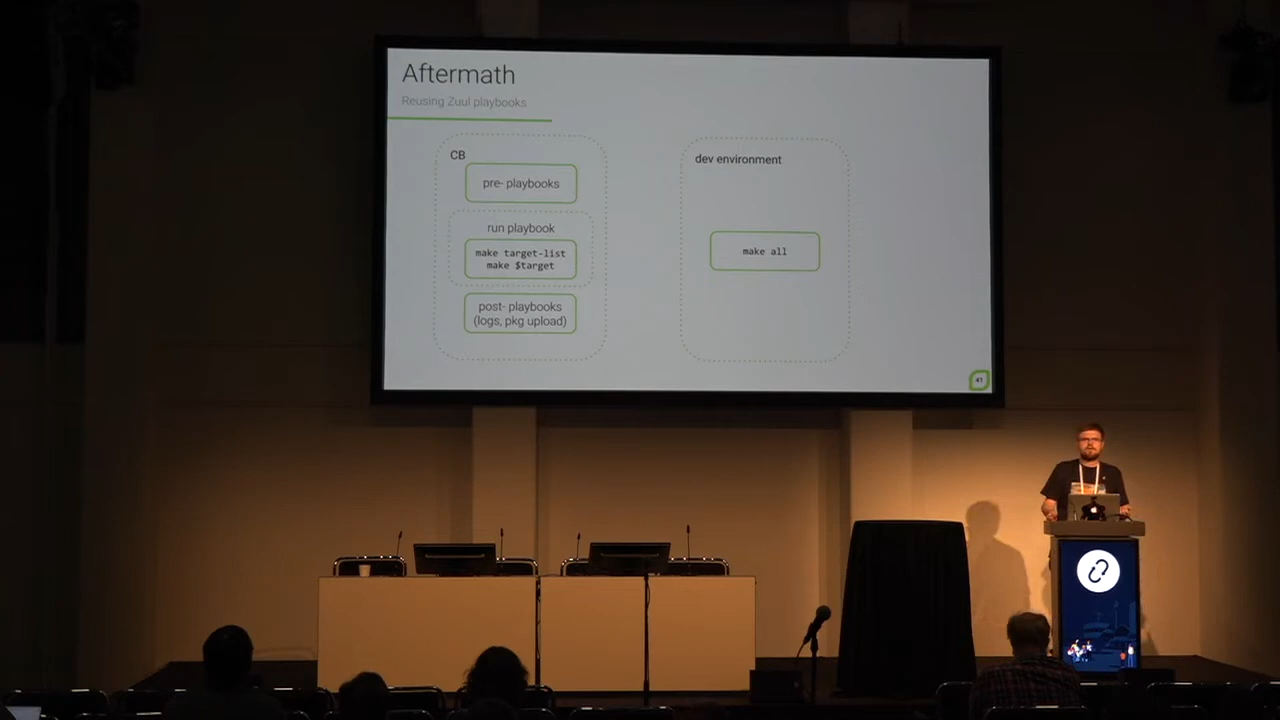 Aftermath
Reusing Zuul playbooks
CB
pre- playbooks
run playbook
make target-list
make $target
post- playbooks
(logs, pkg upload)
dev environment
make all
41